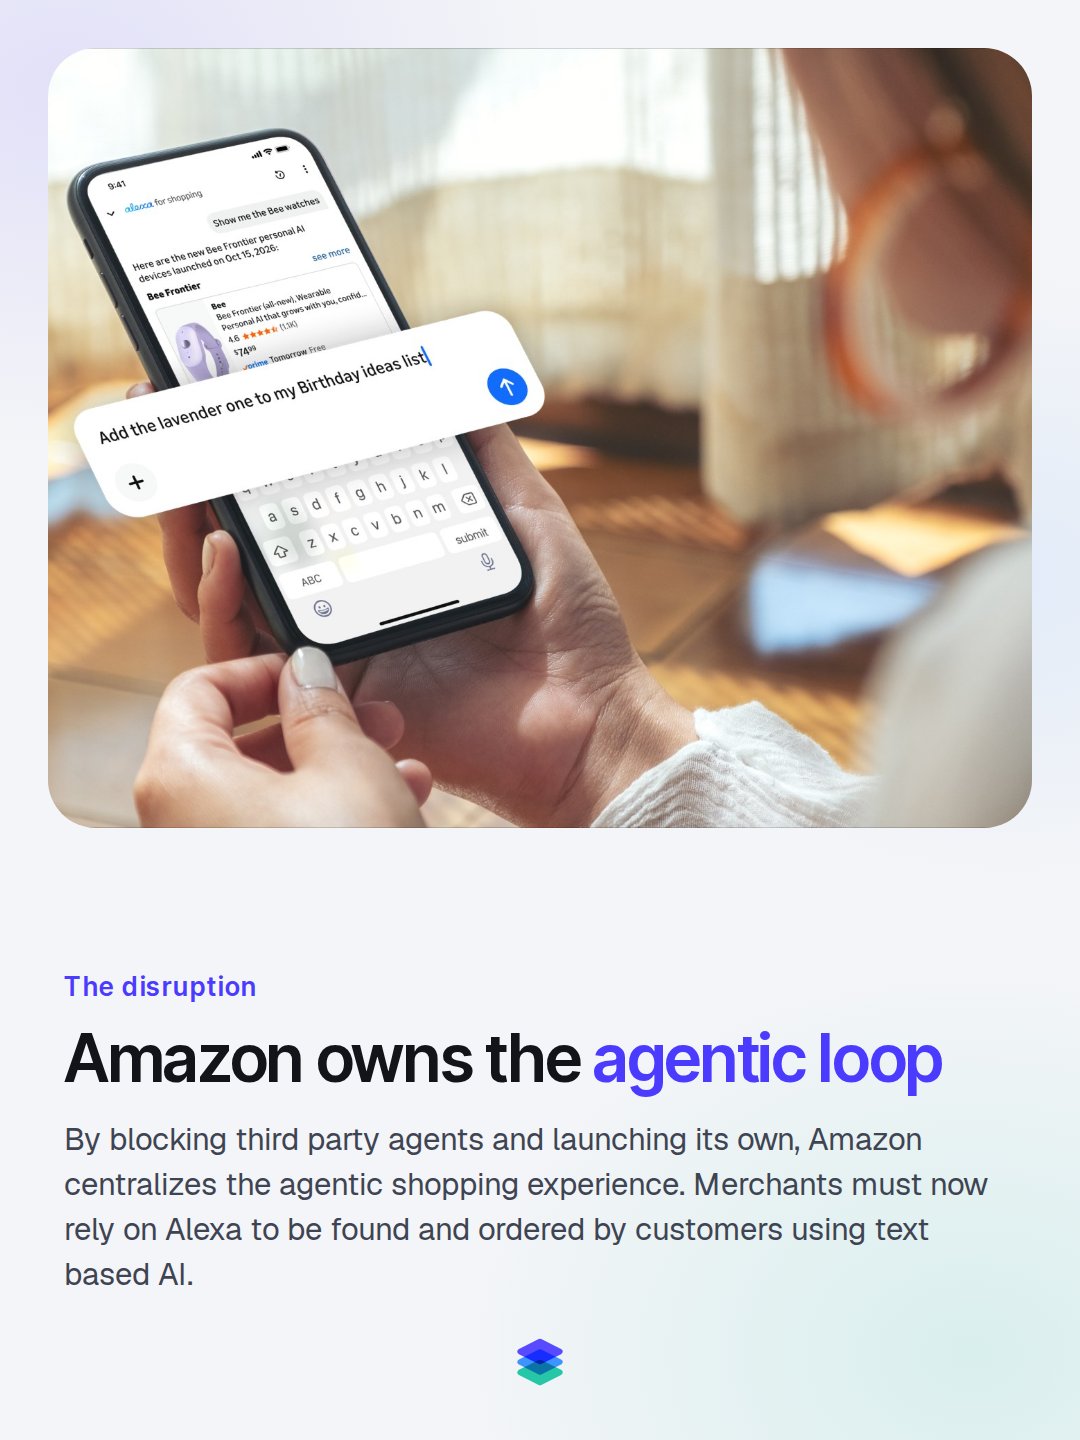 9:41
alexa for shopping
Show me the Bee watches
Here are the new Bee Frontier personal AI
devices launched on Oct 15, 2026:
see more
Bee Frontier
Bee
Bee Frontier (all-new), Wearable
Personal AI that grows with you, confid...
4.6 (1.1K)
$7499
prime Tomorrow Free
Add the lavender one to my Birthday ideas list
+
a s d f g h j k l
z x c v b n m
ABC
submit
The disruption
Amazon owns the agentic loop
By blocking third party agents and launching its own, Amazon
centralizes the agentic shopping experience. Merchants must now
rely on Alexa to be found and ordered by customers using text
based AI.